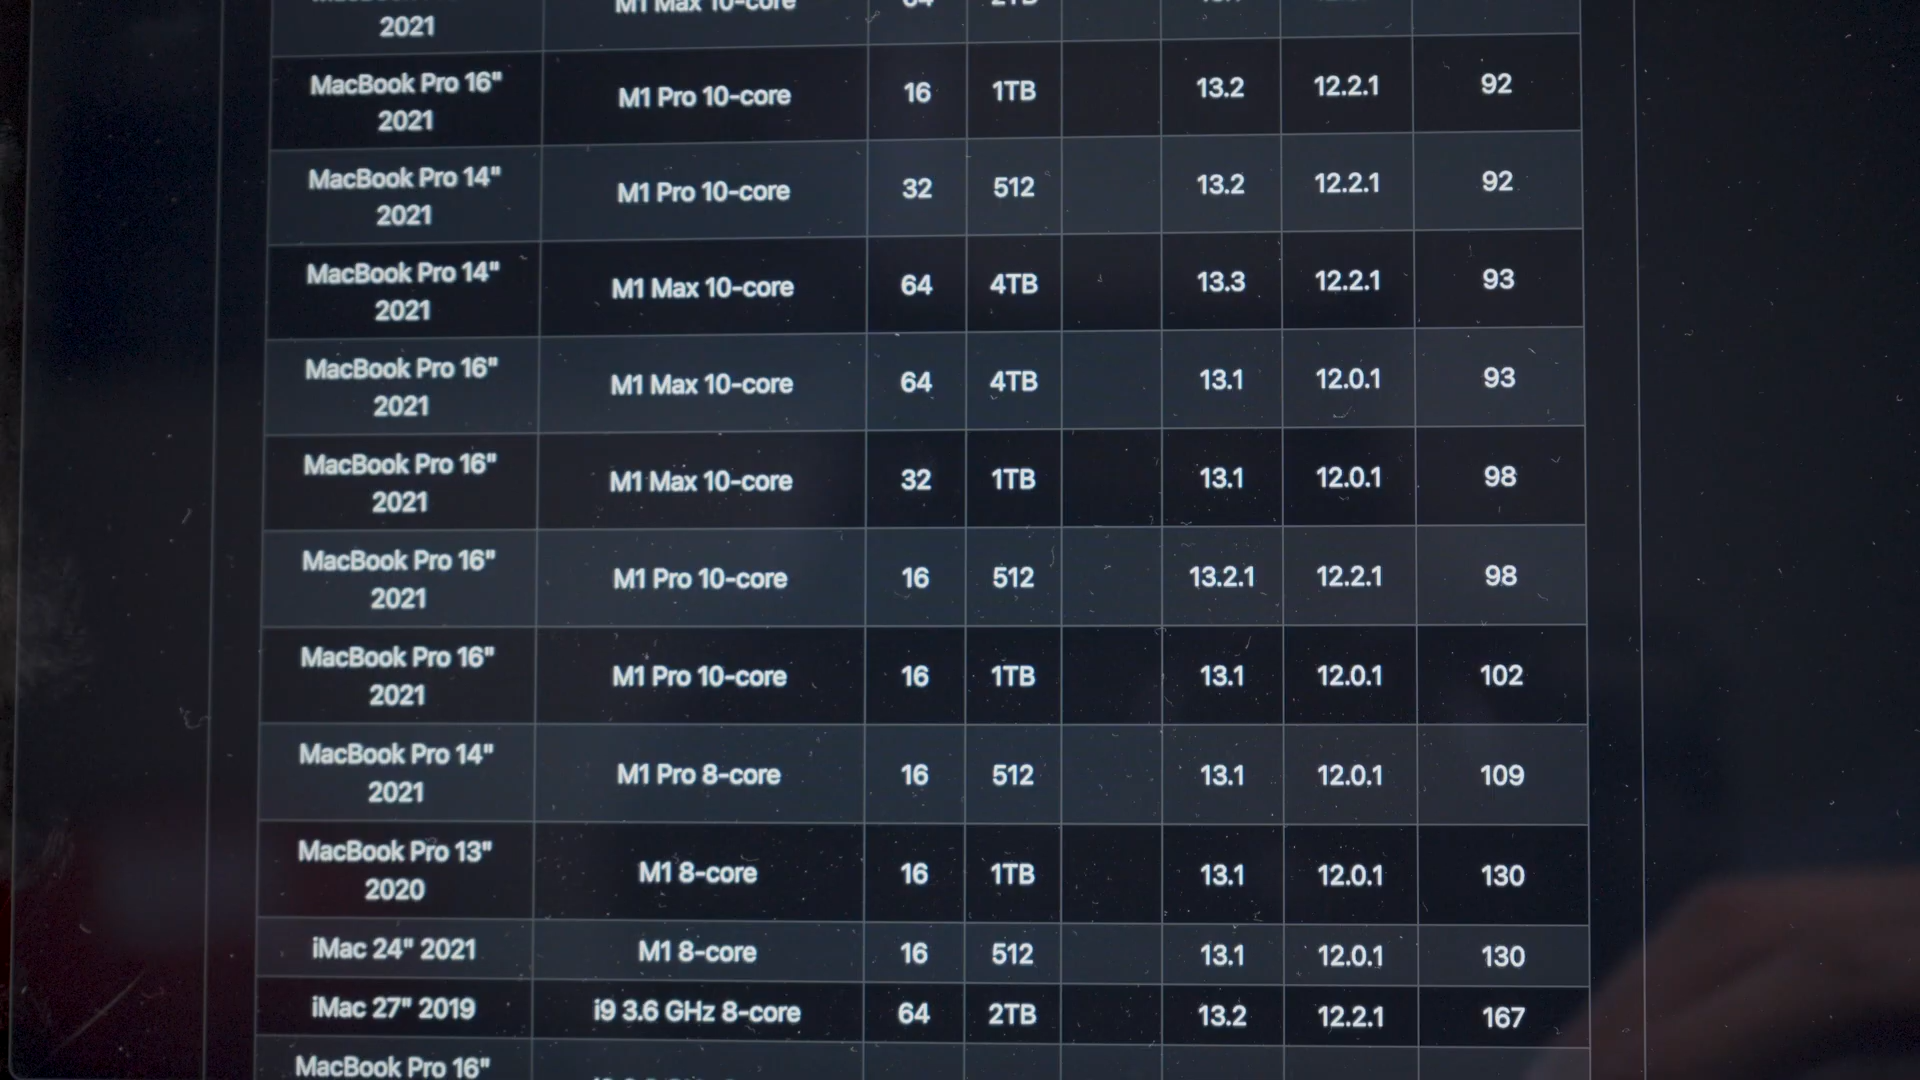 2021 M1 Max 10-core 64 2TB
MacBook Pro 16" 2021 M1 Pro 10-core 16 1TB 13.2 12.2.1 92
MacBook Pro 14" 2021 M1 Pro 10-core 32 512 13.2 12.2.1 92
MacBook Pro 14" 2021 M1 Max 10-core 64 4TB 13.3 12.2.1 93
MacBook Pro 16" 2021 M1 Max 10-core 64 4TB 13.1 12.0.1 93
MacBook Pro 16" 2021 M1 Max 10-core 32 1TB 13.1 12.0.1 98
MacBook Pro 16" 2021 M1 Pro 10-core 16 512 13.2.1 12.2.1 98
MacBook Pro 16" 2021 M1 Pro 10-core 16 1TB 13.1 12.0.1 102
MacBook Pro 14" 2021 M1 Pro 8-core 16 512 13.1 12.0.1 109
MacBook Pro 13" 2020 M1 8-core 16 1TB 13.1 12.0.1 130
iMac 24" 2021 M1 8-core 16 512 13.1 12.0.1 130
iMac 27" 2019 i9 3.6 GHz 8-core 64 2TB 13.2 12.2.1 167
MacBook Pro 16"